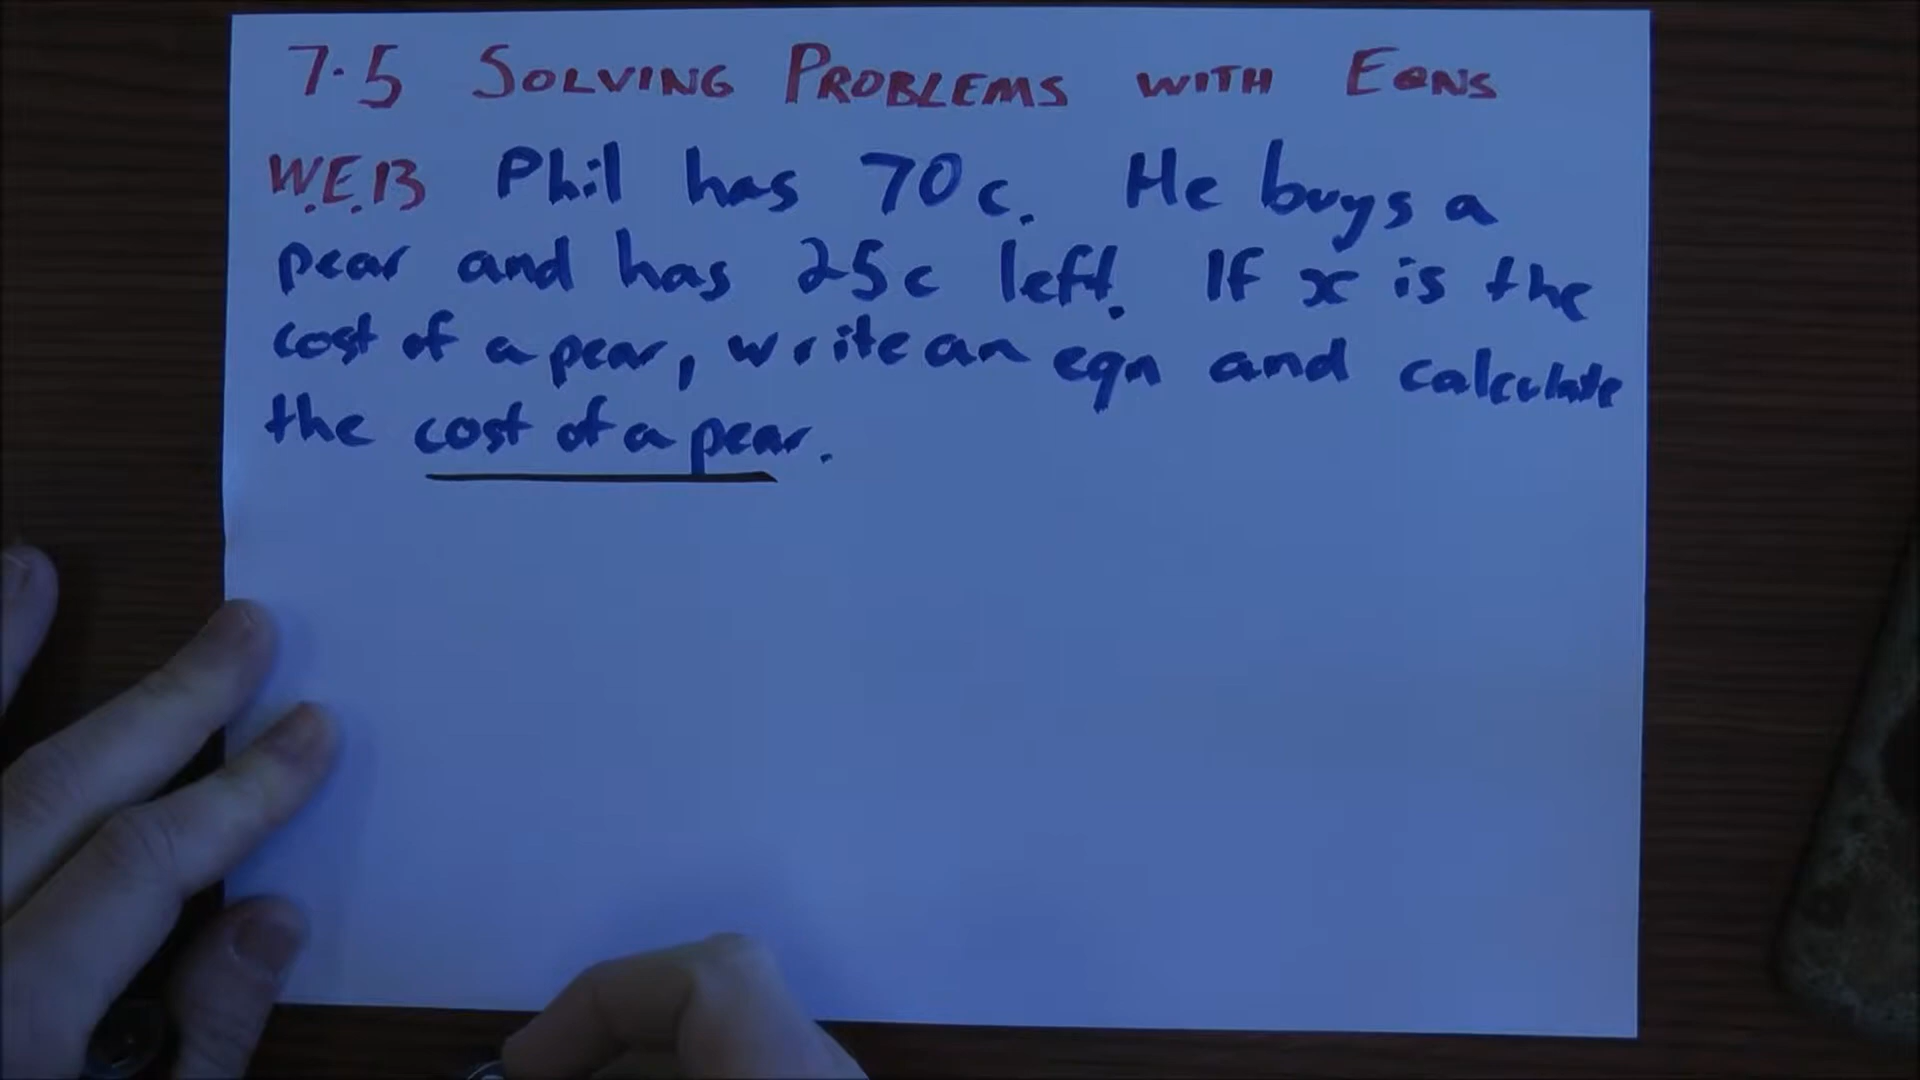 7.5 SOLVING PROBLEMS WITH EQNS
W.E.13 Phil has 70c. He buys a
pear and has 25c left. If x is the
cost of a pear, write an eqn and calculate
the cost of a pear.